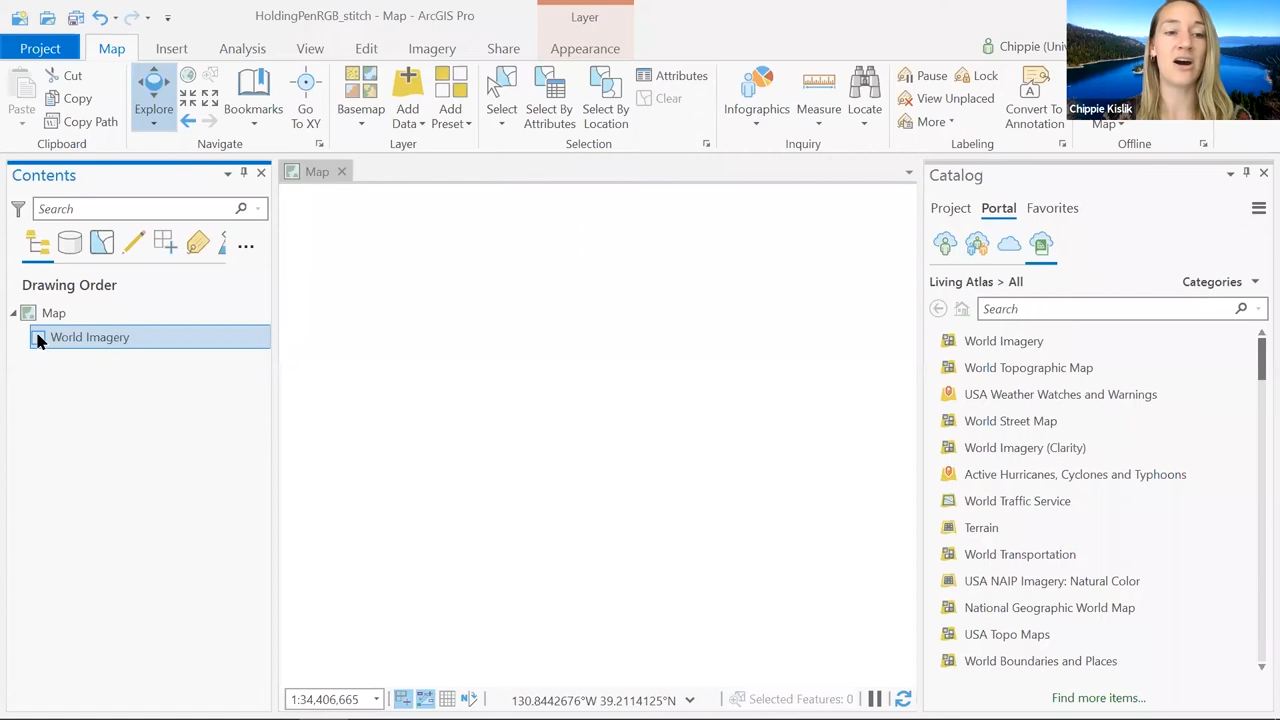 HoldingPenRGB_stitch - Map - ArcGIS Pro
Layer
Project
Map
Insert
Analysis
View
Edit
Imagery
Share
Appearance
Chippie (Uni
Chippie Kislik
Paste
Cut
Copy
Copy Path
Clipboard
Explore
Bookmarks
Go
To XY
Navigate
Basemap
Add
Data
Add
Preset
Layer
Select
Select By
Attributes
Select By
Location
Attributes
Clear
Selection
Infographics
Measure
Locate
Inquiry
Pause
Lock
View Unplaced
More
Convert To
Annotation
Labeling
Map
Offline
Contents
Search
Drawing Order
Map
World Imagery
Map
1:34,406,665
130.8442676°W 39.2114125°N
Selected Features: 0
Catalog
Project
Portal
Favorites
Living Atlas > All
Categories
Search
World Imagery
World Topographic Map
USA Weather Watches and Warnings
World Street Map
World Imagery (Clarity)
Active Hurricanes, Cyclones and Typhoons
World Traffic Service
Terrain
World Transportation
USA NAIP Imagery: Natural Color
National Geographic World Map
USA Topo Maps
World Boundaries and Places
Find more items...